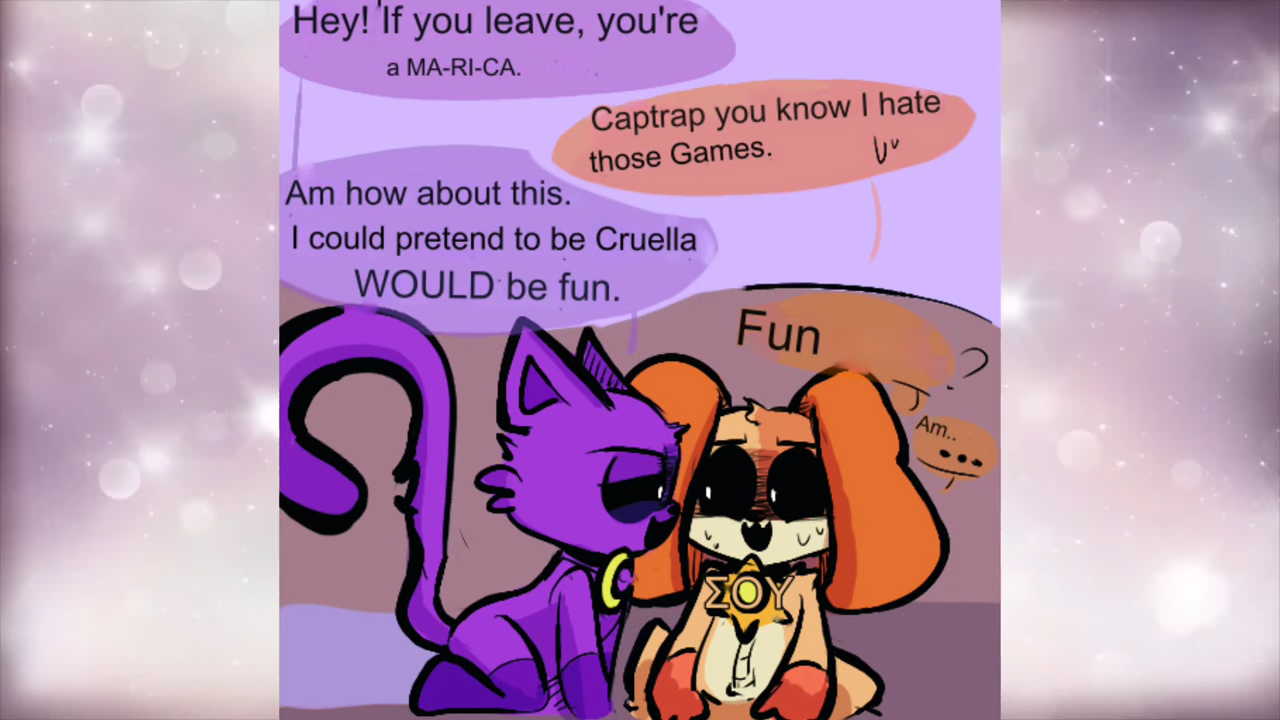 Hey! If you leave, you're
a MA-RI-CA.
Captrap you know I hate
those Games.
Am how about this.
I could pretend to be Cruella
WOULD be fun.
Fun
?
Am..
...
ΣΟΥ